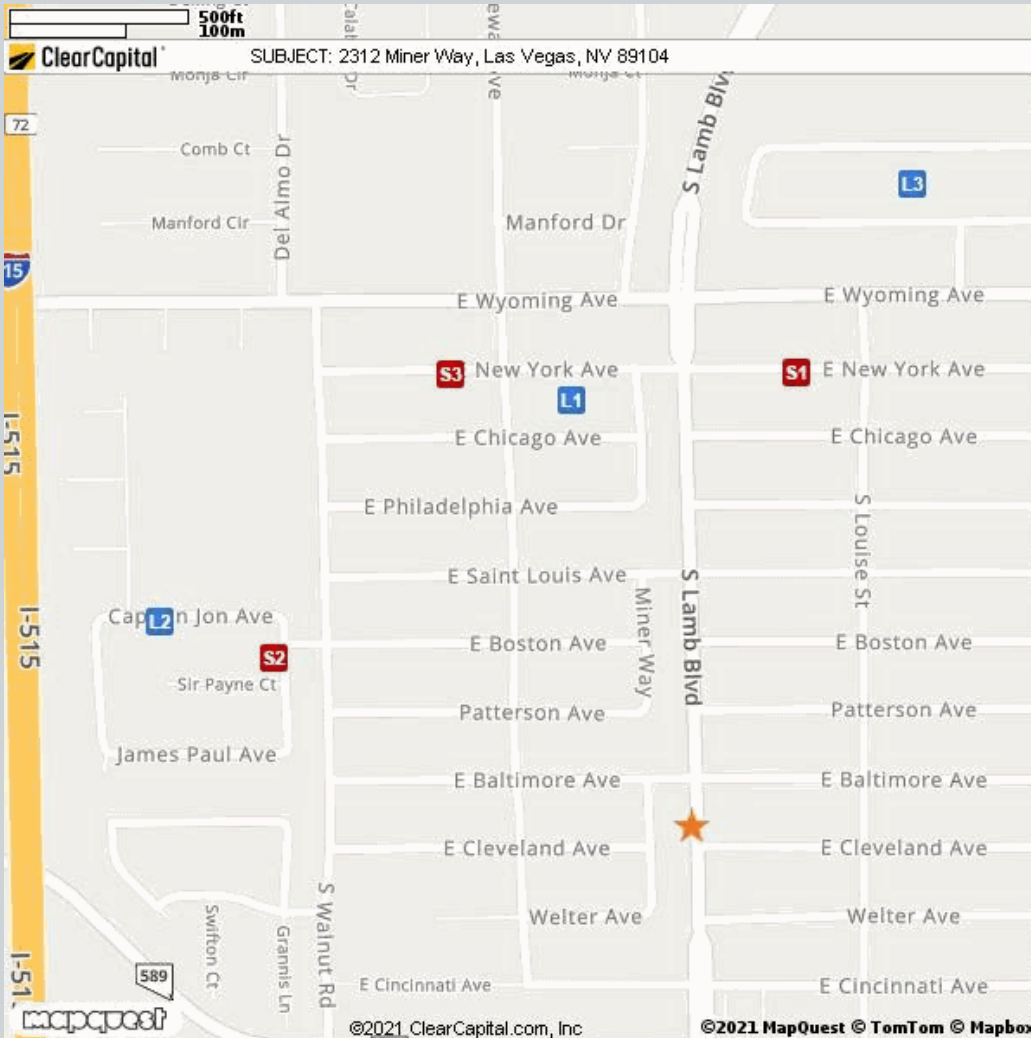 500ft
100m
ClearCapital
SUBJECT: 2312 Miner Way, Las Vegas, NV 89104
Monja Cir
Monja Ct
72
S Lamb Blvd
Comb Ct
Del Almo Dr
L3
Manford Cir
Manford Dr
15
E Wyoming Ave
E Wyoming Ave
S3
New York Ave
S1
E New York Ave
L1
I-515
E Chicago Ave
E Chicago Ave
E Philadelphia Ave
S Louise St
E Saint Louis Ave
S Lamb Blvd
Miner Way
I-515
L2
n Jon Ave
E Boston Ave
E Boston Ave
S2
Sir Payne Ct
Patterson Ave
Patterson Ave
James Paul Ave
E Baltimore Ave
E Baltimore Ave
E Cleveland Ave
E Cleveland Ave
S Walnut Rd
Swifton Ct
Grannis Ln
Welter Ave
Welter Ave
I-51
589
E Cincinnati Ave
E Cincinnati Ave
mapquest
©2021 ClearCapital.com, Inc
©2021 MapQuest © TomTom © Mapbox